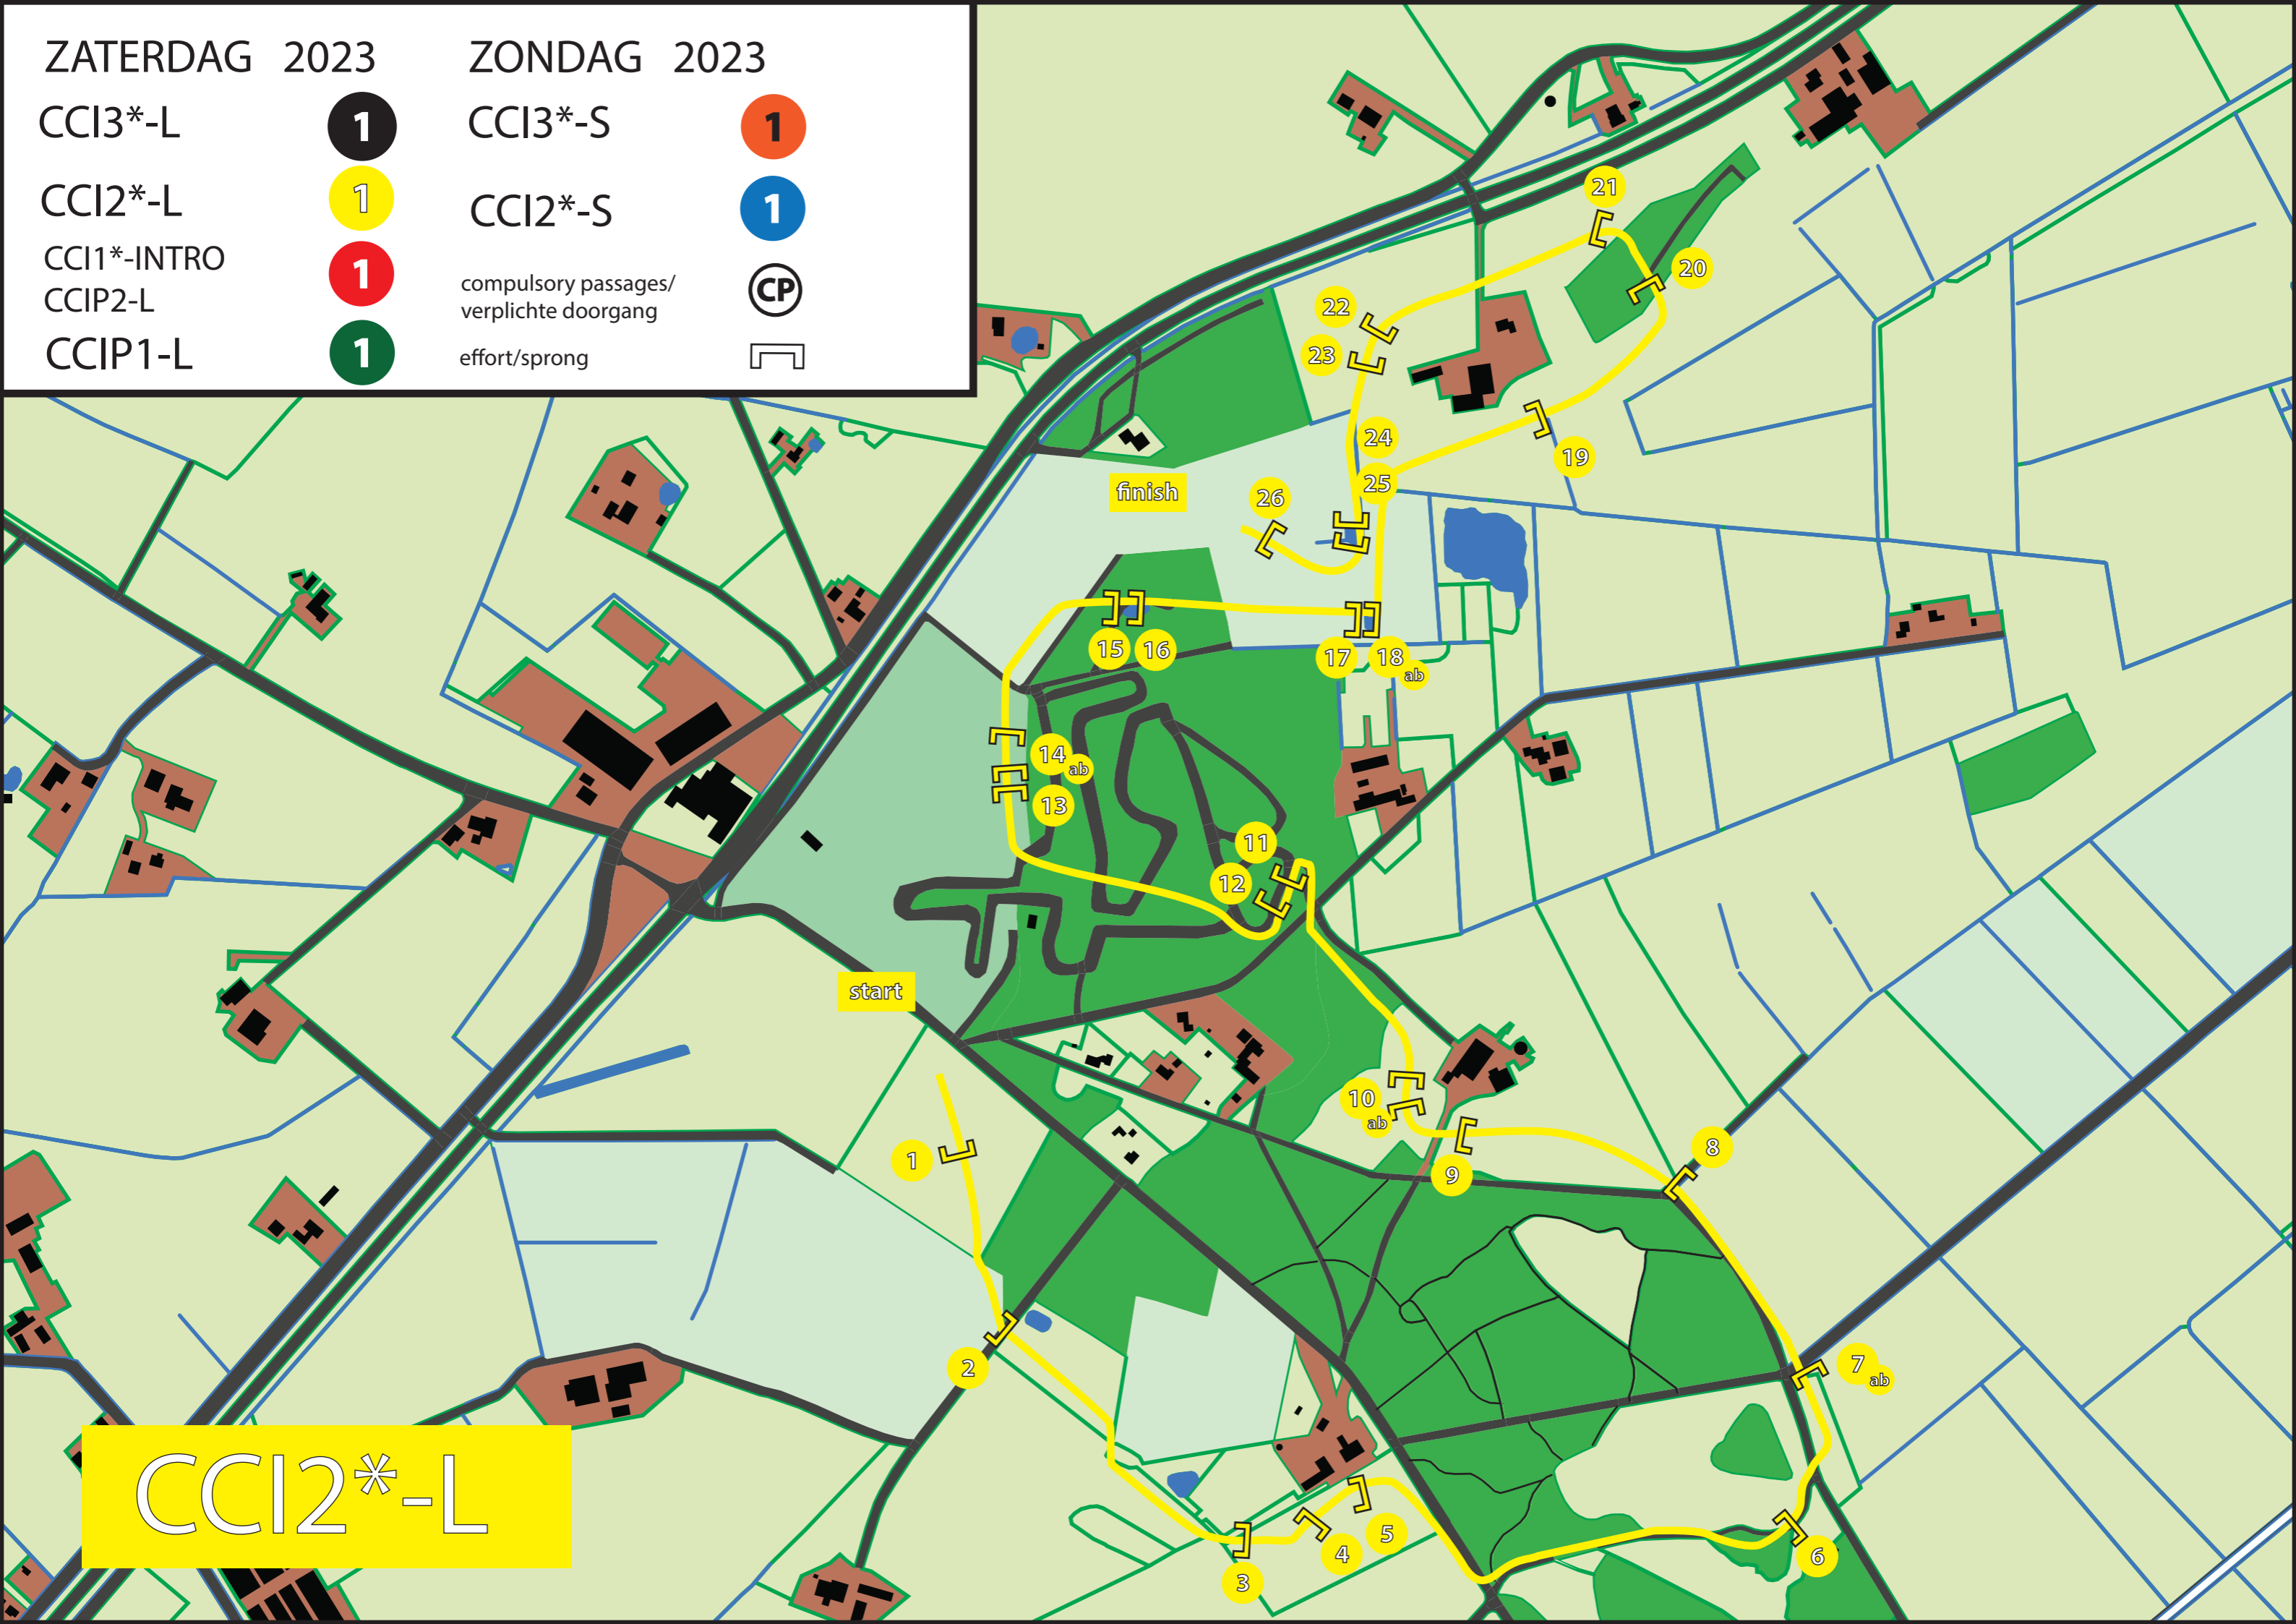 ZATERDAG 2023
CCI3*-L 1
CCI2*-L 1
CCI1*-INTRO
CCIP2-L 1
CCIP1-L 1
ZONDAG 2023
CCI3*-S 1
CCI2*-S 1
compulsory passages/
verplichte doorgang CP
effort/sprong
21
20
22
23
24
19
25
finish
26
15
16
17
18
ab
14
ab
13
11
12
start
10
ab
1
8
9
2
7
ab
5
4
6
3
CCI2*-L